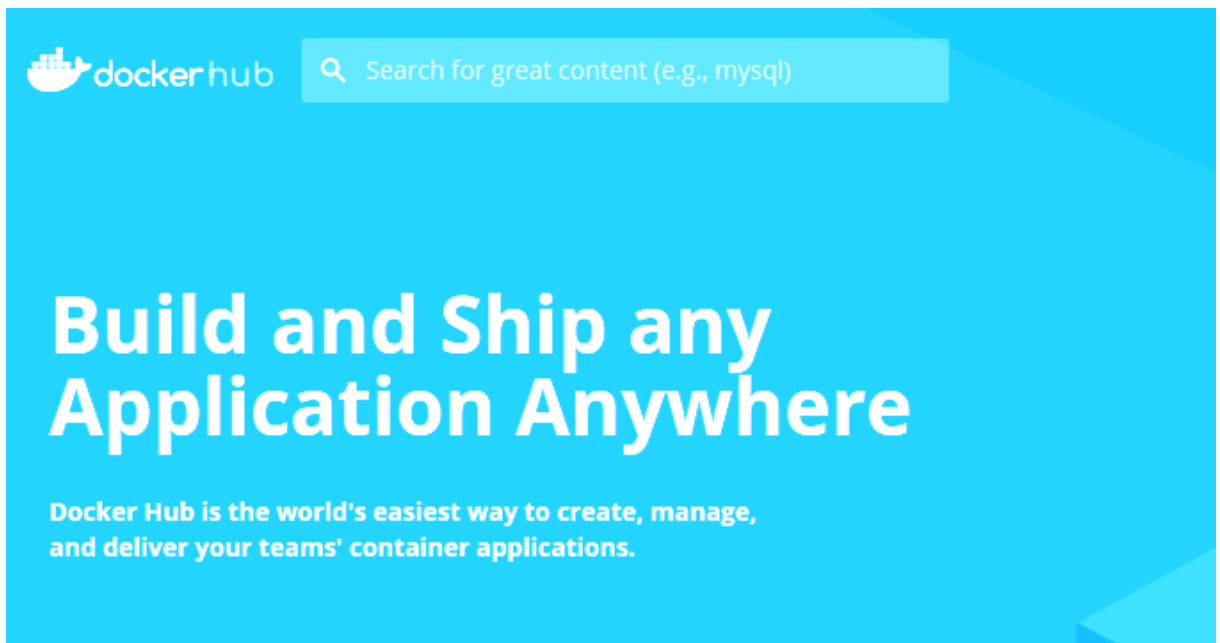 dockerhub
Search for great content (e.g., mysql)
Build and Ship any
Application Anywhere
Docker Hub is the world's easiest way to create, manage,
and deliver your teams' container applications.